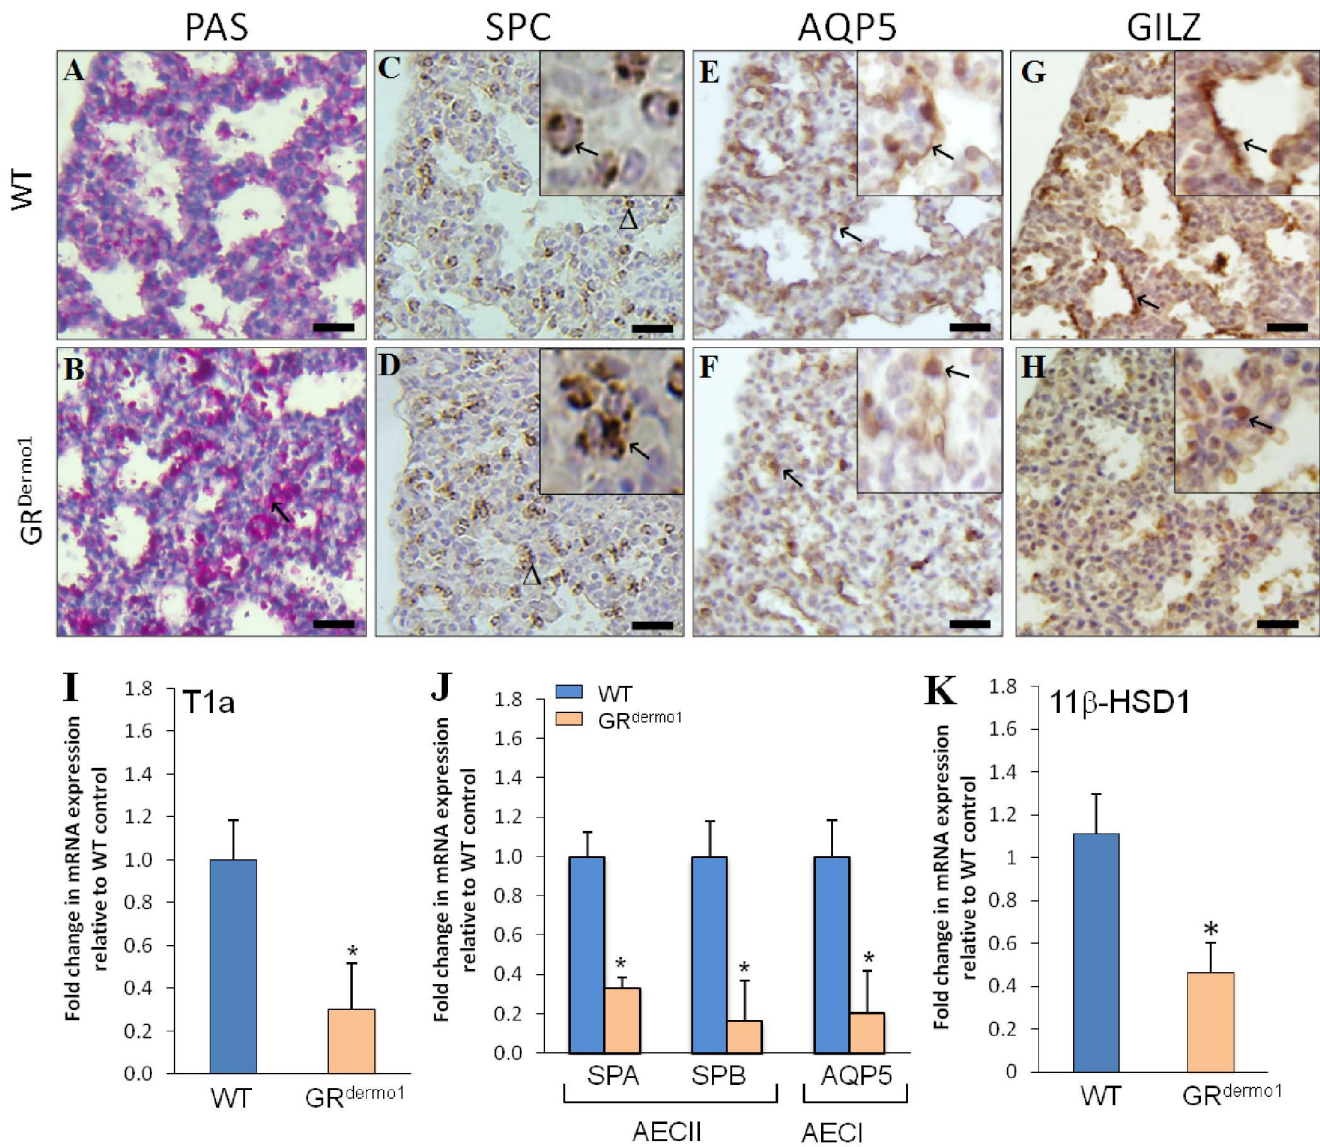 PAS SPC AQP5 GILZ
WT
A C E G
Δ
GR^Dermo1
B D F H
Δ
I
T1a
Fold change in mRNA expression
relative to WT control
1.8
1.6
1.4
1.2
1.0
0.8
0.6
0.4
0.2
0.0
*
WT GR^dermo1
J
WT
GR^dermo1
Fold change in mRNA expression
relative to WT control
1.8
1.6
1.4
1.2
1.0
0.8
0.6
0.4
0.2
0.0
* * *
SPA SPB AQP5
AECII AECI
K
11β-HSD1
Fold change in mRNA expression
relative to WT control
1.8
1.6
1.4
1.2
1
0.8
0.6
0.4
0.2
0
*
WT GR^dermo1